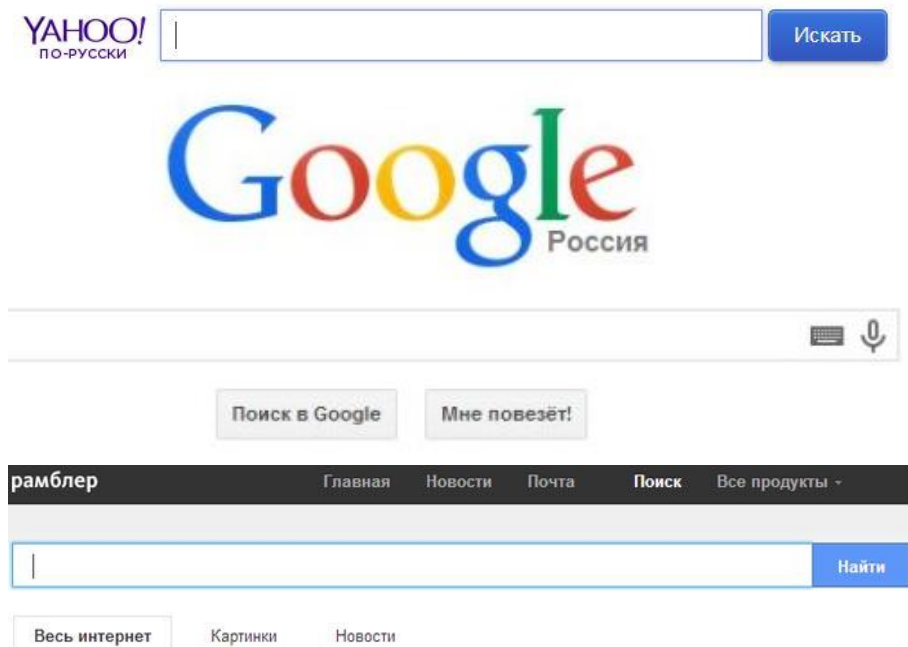 YAHOO! Искать
ПО-РУССКИ
Google
Россия
Поиск в Google Мне повезёт!
рамблер Главная Новости Почта Поиск Все продукты
Найти
Весь интернет Картинки Новости